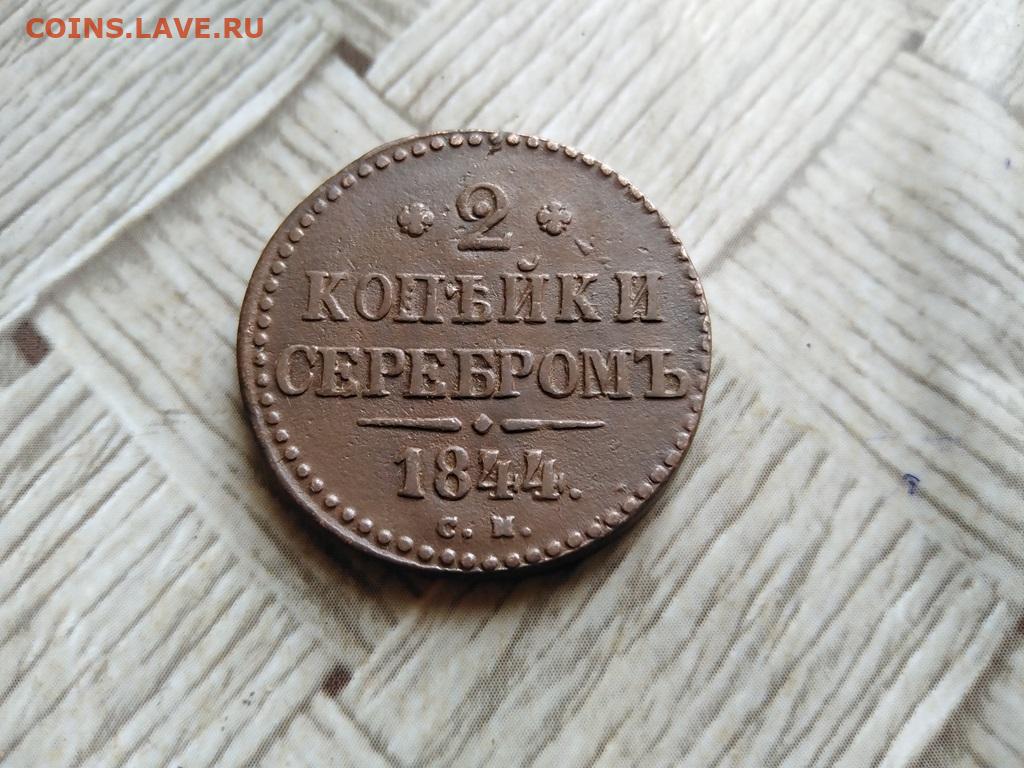 COINS.LAVE.RU
2
КОПѢЙКИ
СЕРЕБРОМЪ
1844.
С. М.